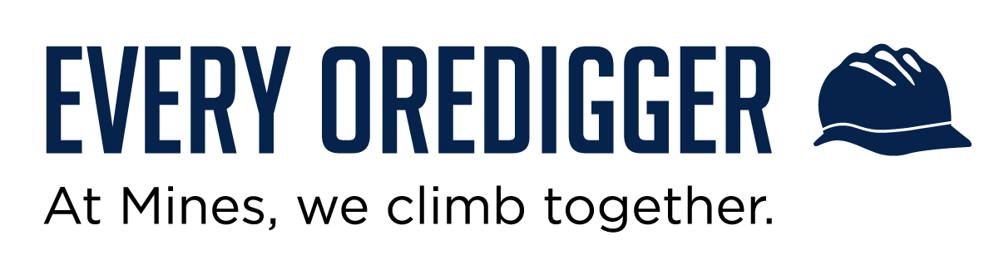 EVERY OREDIGGER
At Mines, we climb together.